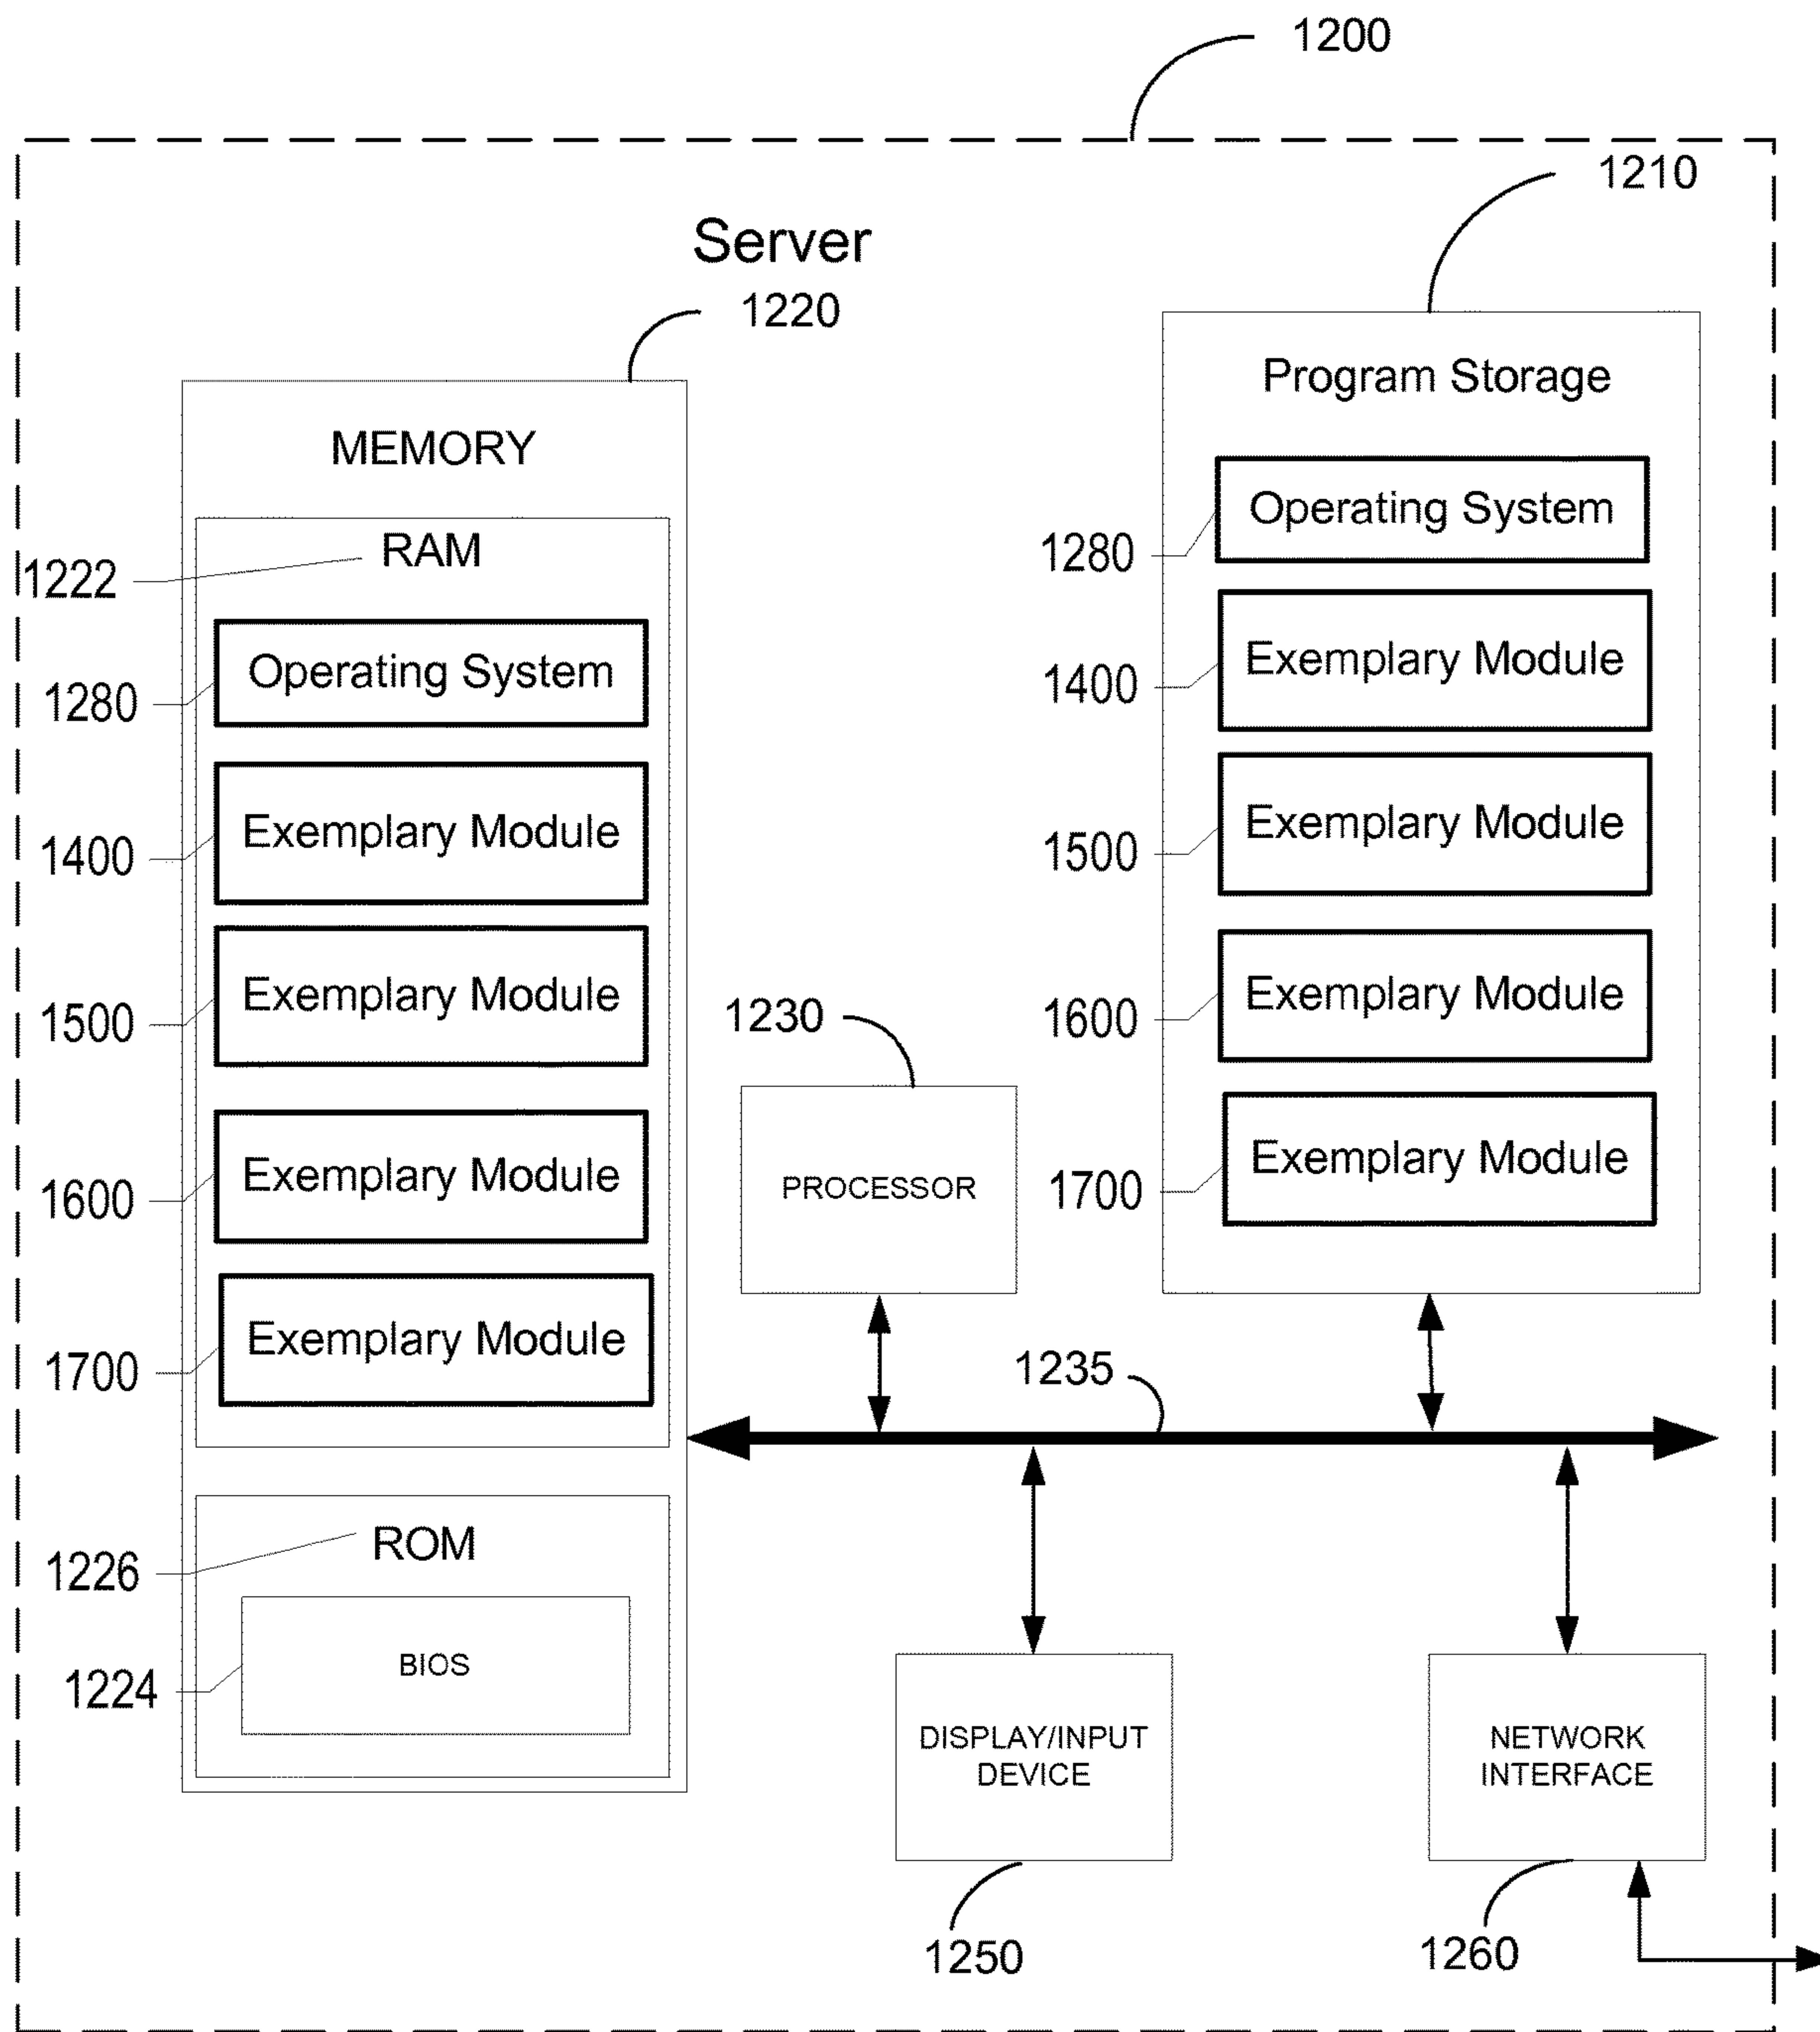 1200
1210
Server
1220
Program Storage
MEMORY
Operating System
RAM
1280
1222
Exemplary Module
Operating System
1400
1280
Exemplary Module
Exemplary Module
1500
1400
Exemplary Module
Exemplary Module
1600
1500
1230
Exemplary Module
Exemplary Module
PROCESSOR
1700
1600
Exemplary Module
1235
1700
ROM
1226
BIOS
1224
DISPLAY/INPUT
DEVICE
NETWORK
INTERFACE
1250
1260